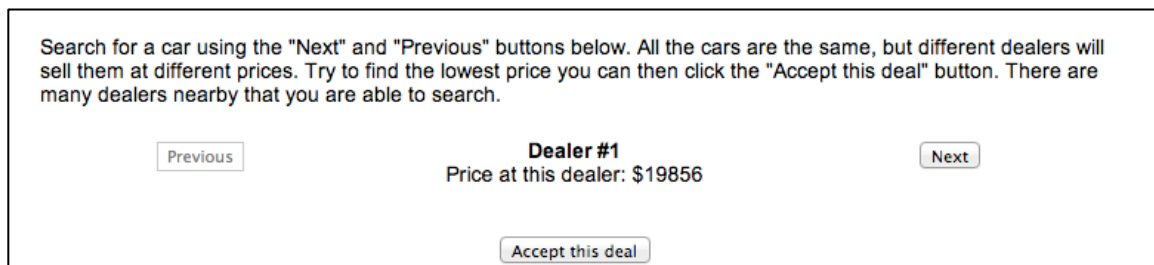 Search for a car using the "Next" and "Previous" buttons below. All the cars are the same, but different dealers will
sell them at different prices. Try to find the lowest price you can then click the "Accept this deal" button. There are
many dealers nearby that you are able to search.
Previous
Dealer #1
Next
Price at this dealer: $19856
Accept this deal